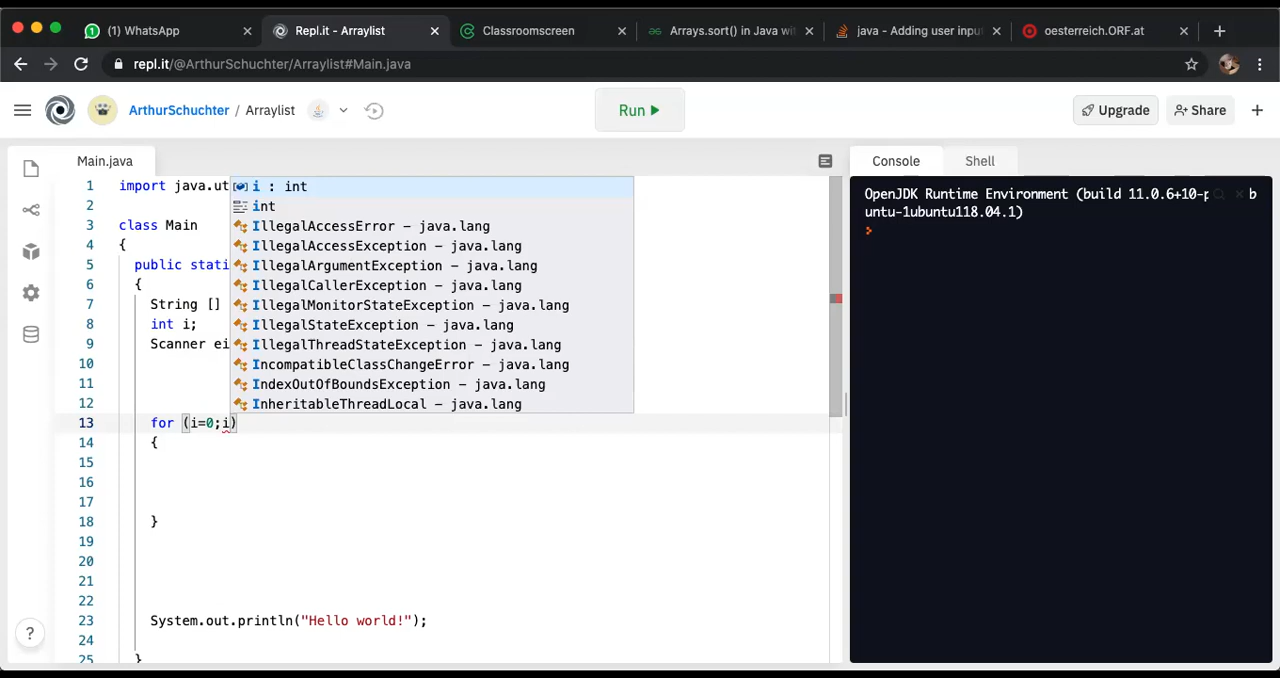 (1) WhatsApp
Repl.it - Arraylist
Classroomscreen
Arrays.sort() in Java wit
java - Adding user inpu
oesterreich.ORF.at
repl.it/@ArthurSchuchter/Arraylist#Main.java
ArthurSchuchter / Arraylist
Run
Upgrade
Share
Main.java
Console
Shell
1 import java.ut
2
3 class Main
4 {
5 public stati
6 {
7 String []
8 int i;
9 Scanner ei
10
11
12
13 for (i=0;i)
14 {
15
16
17
18 }
19
20
21
22
23 System.out.println("Hello world!");
24
25 }
i : int
int
IllegalAccessError – java.lang
IllegalAccessException – java.lang
IllegalArgumentException – java.lang
IllegalCallerException – java.lang
IllegalMonitorStateException – java.lang
IllegalStateException – java.lang
IllegalThreadStateException – java.lang
IncompatibleClassChangeError – java.lang
IndexOutOfBoundsException – java.lang
InheritableThreadLocal – java.lang
OpenJDK Runtime Environment (build 11.0.6+10-p b
untu-1ubuntu118.04.1)
?